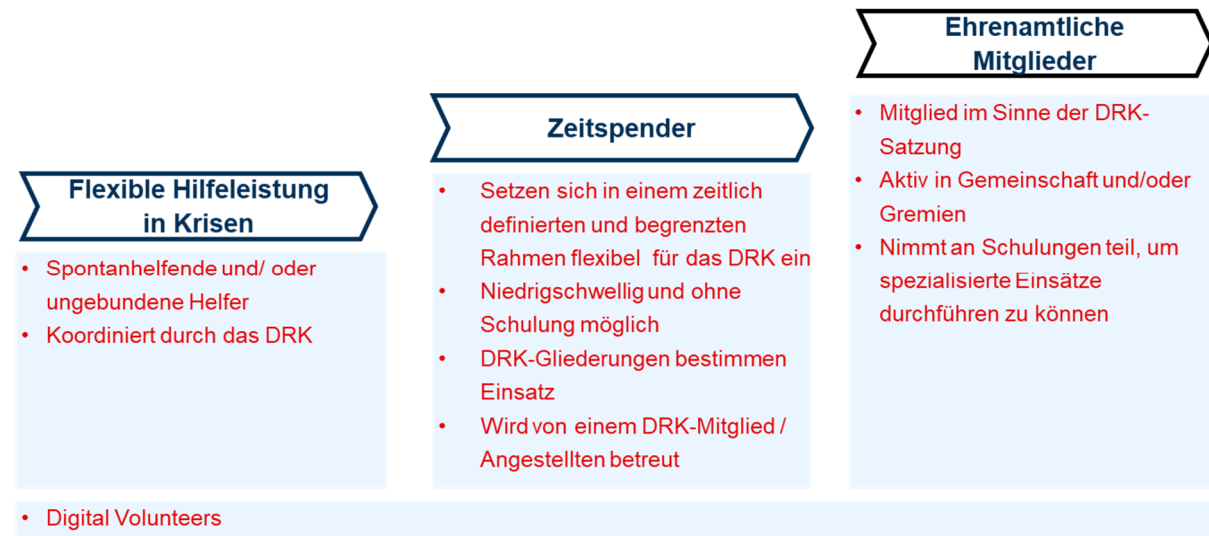 Flexible Hilfeleistung
in Krisen
• Spontanhelfende und/ oder
ungebundene Helfer
• Koordiniert durch das DRK
Zeitspender
• Setzen sich in einem zeitlich
definierten und begrenzten
Rahmen flexibel für das DRK ein
• Niedrigschwellig und ohne
Schulung möglich
• DRK-Gliederungen bestimmen
Einsatz
• Wird von einem DRK-Mitglied /
Angestellten betreut
Ehrenamtliche
Mitglieder
• Mitglied im Sinne der DRK-
Satzung
• Aktiv in Gemeinschaft und/oder
Gremien
• Nimmt an Schulungen teil, um
spezialisierte Einsätze
durchführen zu können
• Digital Volunteers